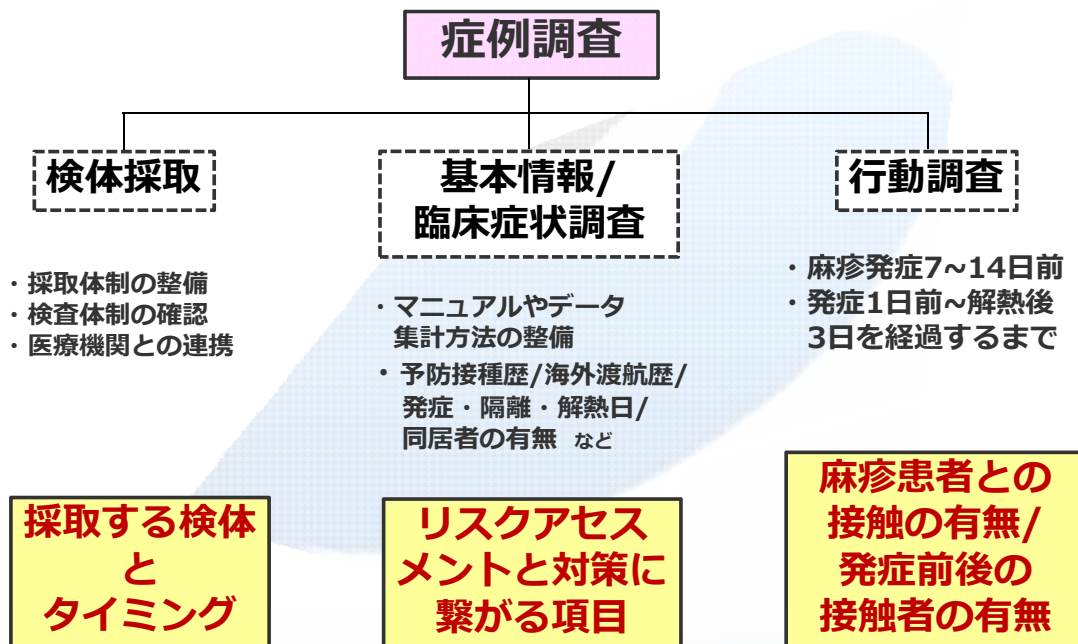 症例調査
検体採取
・採取体制の整備
・検査体制の確認
・医療機関との連携
採取する検体
と
タイミング
基本情報/
臨床症状調査
・マニュアルやデータ
集計方法の整備
・予防接種歴/海外渡航歴/
発症・隔離・解熱日/
同居者の有無 など
リスクアセス
メントと対策に
繋がる項目
行動調査
・麻疹発症7~14日前
・発症1日前~解熱後
3日を経過するまで
麻疹患者との
接触の有無/
発症前後の
接触者の有無